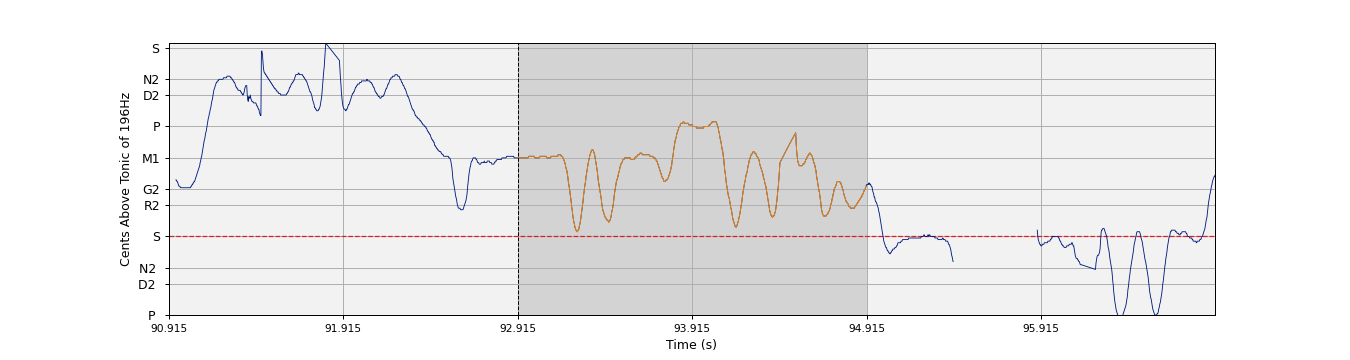 Cents Above Tonic of 196Hz
S
N2
D2
P
M1
G2
R2
S
N2
D2
P
90.915 91.915 92.915 93.915 94.915 95.915
Time (s)